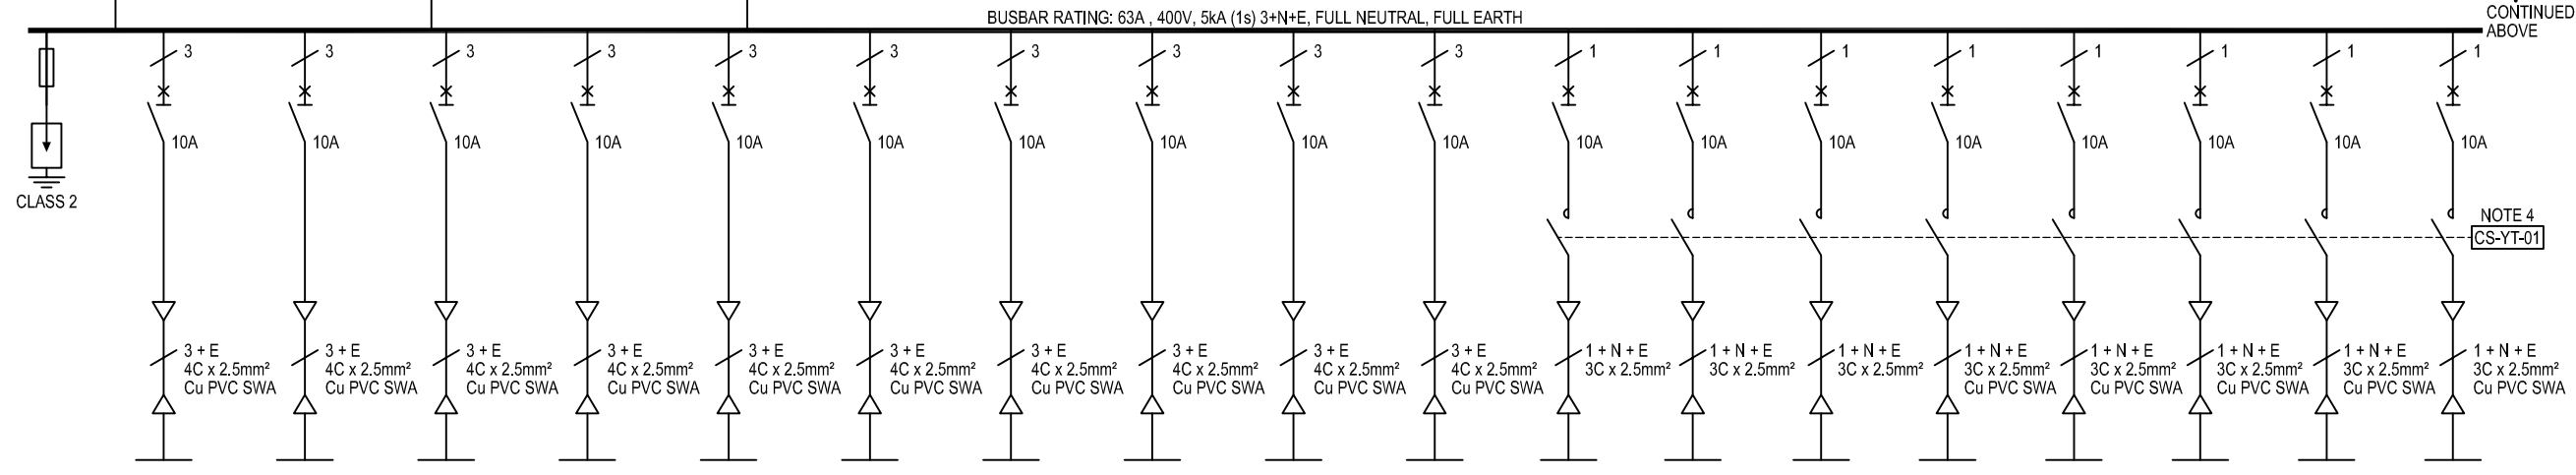 BUSBAR RATING: 63A , 400V, 5kA (1s) 3+N+E, FULL NEUTRAL, FULL EARTH
CONTINUED
ABOVE
3 3 3 3 3 3 3 3 3 3 1 1 1 1 1 1 1 1
10A 10A 10A 10A 10A 10A 10A 10A 10A 10A 10A 10A 10A 10A 10A 10A 10A 10A
CLASS 2
NOTE 4
CS-YT-01
3 + E 3 + E 3 + E 3 + E 3 + E 3 + E 3 + E 3 + E 3 + E 3 + E 1 + N + E 1 + N + E 1 + N + E 1 + N + E 1 + N + E 1 + N + E 1 + N + E 1 + N + E
4C x 2.5mm² 4C x 2.5mm² 4C x 2.5mm² 4C x 2.5mm² 4C x 2.5mm² 4C x 2.5mm² 4C x 2.5mm² 4C x 2.5mm² 4C x 2.5mm² 4C x 2.5mm² 3C x 2.5mm² 3C x 2.5mm² 3C x 2.5mm² 3C x 2.5mm² 3C x 2.5mm² 3C x 2.5mm² 3C x 2.5mm² 3C x 2.5mm²
Cu PVC SWA Cu PVC SWA Cu PVC SWA Cu PVC SWA Cu PVC SWA Cu PVC SWA Cu PVC SWA Cu PVC SWA Cu PVC SWA Cu PVC SWA Cu PVC SWA Cu PVC SWA Cu PVC SWA Cu PVC SWA Cu PVC SWA